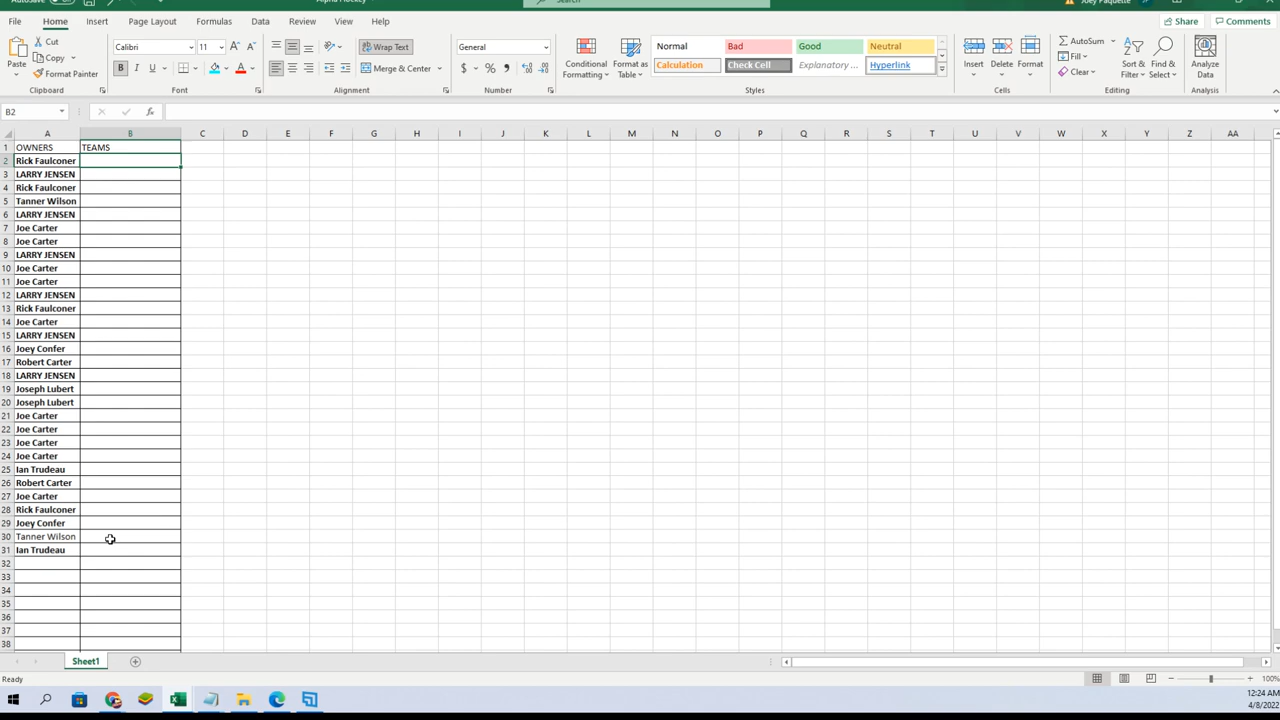 Search
File Home Insert Page Layout Formulas Data Review View Help Share Comments
Paste Cut Copy Format Painter Clipboard
Calibri 11 B I U A Font
Wrap Text Merge & Center Alignment
General $ % , Number
Conditional Formatting Format as Table
Normal Bad Good Neutral
Calculation Check Cell Explanatory ... Hyperlink
Styles
Insert Delete Format Cells
AutoSum Fill Clear Sort & Filter Find & Select Editing
Analyze Data Analysis
B2 fx
A B C D E F G H I J K L M N O P Q R S T U V W X Y Z AA
1 OWNERS TEAMS
2 Rick Faulconer
3 LARRY JENSEN
4 Rick Faulconer
5 Tanner Wilson
6 LARRY JENSEN
7 Joe Carter
8 Joe Carter
9 LARRY JENSEN
10 Joe Carter
11 Joe Carter
12 LARRY JENSEN
13 Rick Faulconer
14 Joe Carter
15 LARRY JENSEN
16 Joey Confer
17 Robert Carter
18 LARRY JENSEN
19 Joseph Lubert
20 Joseph Lubert
21 Joe Carter
22 Joe Carter
23 Joe Carter
24 Joe Carter
25 Ian Trudeau
26 Robert Carter
27 Joe Carter
28 Rick Faulconer
29 Joey Confer
30 Tanner Wilson
31 Ian Trudeau
32
33
34
35
36
37
38
Sheet1
Ready 100%
12:24 AM
4/8/2022